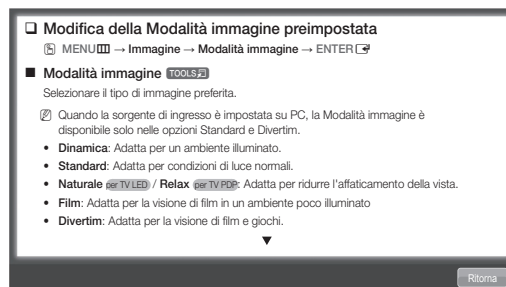 ❑ Modifica della Modalità immagine preimpostata
MENU → Immagine → Modalità immagine → ENTER
■ Modalità immagine TOOLS
Selezionare il tipo di immagine preferita.
Quando la sorgente di ingresso è impostata su PC, la Modalità immagine è
disponibile solo nelle opzioni Standard e Divertim.
• Dinamica: Adatta per un ambiente illuminato.
• Standard: Adatta per condizioni di luce normali.
• Naturale per TV LED / Relax per TV PDP: Adatta per ridurre l'affaticamento della vista.
• Film: Adatta per la visione di film in un ambiente poco illuminato
• Divertim: Adatta per la visione di film e giochi.
▼
Ritorna